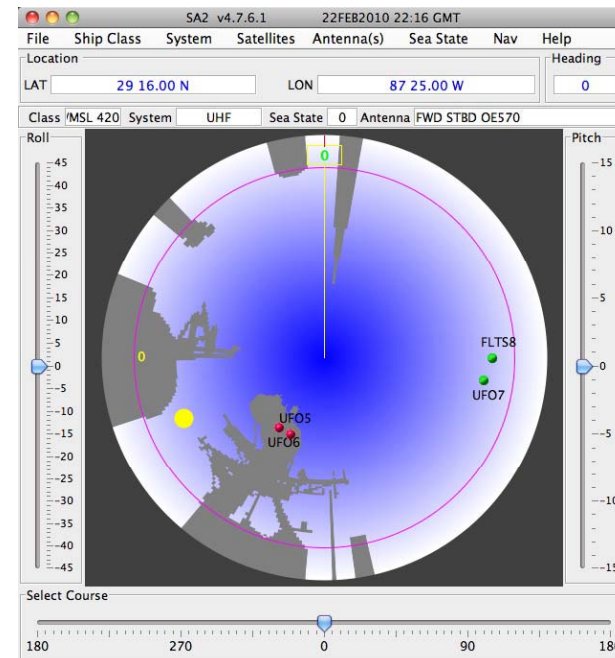 SA2 v4.7.6.1 22FEB2010 22:16 GMT
File Ship Class System Satellites Antenna(s) Sea State Nav Help
Location Heading
LAT 29 16.00 N LON 87 25.00 W 0
Class /MSL 420 System UHF Sea State 0 Antenna FWD STBD OE570
Roll Pitch
0
45
40
35
30
25
20
15
10
5
0
-5
-10
-15
-20
-25
-30
-35
-40
-45
0
FLTS8
UFO7
UFO5
UFO6
15
10
5
0
-5
-10
-15
Select Course
180 270 0 90 180